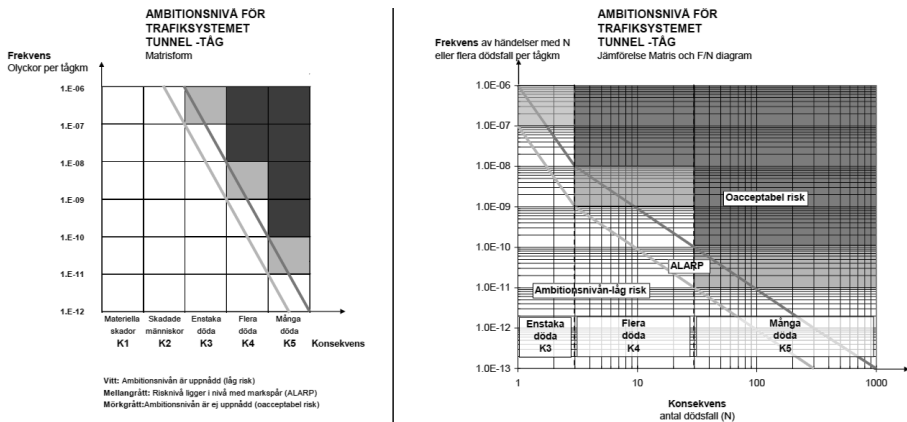 AMBITIONSNIVÅ FÖR
TRAFIKSYSTEMET
TUNNEL -TÅG
Matrisform
Frekvens
Olyckor per tågkm
1.E-06
1.E-07
1.E-08
1.E-09
1.E-10
1.E-11
1.E-12
Materiella skador K1
Skadade människor K2
Enstaka döda K3
Flera döda K4
Många döda K5
Konsekvens
Vitt: Ambitionsnivån är uppnådd (låg risk)
Mellangrått: Risknivå ligger i nivå med markspår (ALARP)
Mörkgrått:Ambitionsnivån är ej uppnådd (oacceptabel risk)
AMBITIONSNIVÅ FÖR
TRAFIKSYSTEMET
TUNNEL -TÅG
Jämförelse Matris och F/N diagram
Frekvens av händelser med N
eller flera dödsfall per tågkm
1.0E-06
1.0E-07
1.0E-08
1.0E-09
1.0E-10
1.0E-11
1.0E-12
1.0E-13
Oacceptabel risk
ALARP
Ambitionsnivån-låg risk
Enstaka döda K3
Flera döda K4
Många döda K5
1 10 100 1000
Konsekvens
antal dödsfall (N)